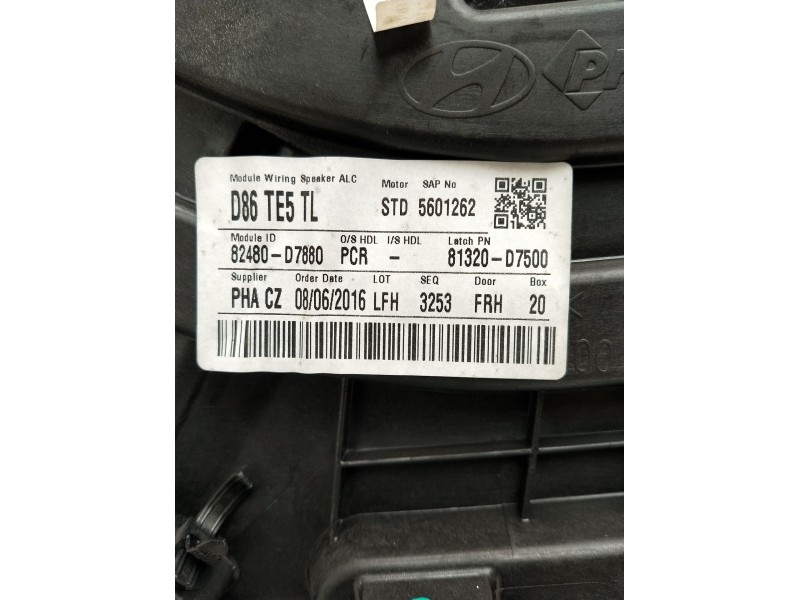 Module Wiring Speaker ALC Motor SAP No
D86 TE5 TL STD 5601262
Module ID O/S HDL I/S HDL Latch PN
82480-D7880 PCR - 81320-D7500
Supplier Order Date LOT SEQ Door Box
PHA CZ 08/06/2016 LFH 3253 FRH 20